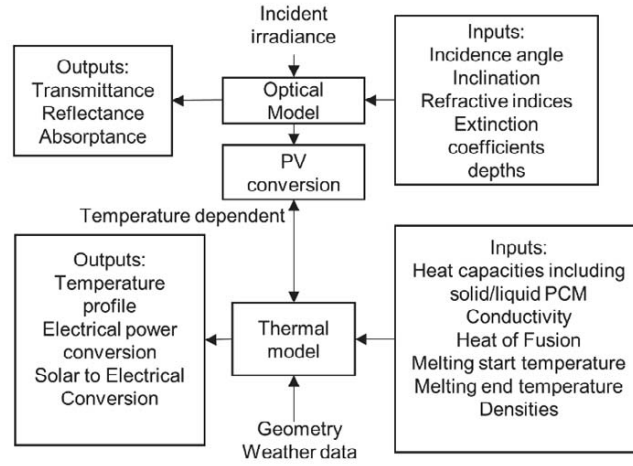 Incident
irradiance
Outputs:
Transmittance
Reflectance
Absorptance
Optical
Model
Inputs:
Incidence angle
Inclination
Refractive indices
Extinction
coefficients
depths
PV
conversion
Temperature dependent
Outputs:
Temperature
profile
Electrical power
conversion
Solar to Electrical
Conversion
Thermal
model
Inputs:
Heat capacities including
solid/liquid PCM
Conductivity
Heat of Fusion
Melting start temperature
Melting end temperature
Densities
Geometry
Weather data